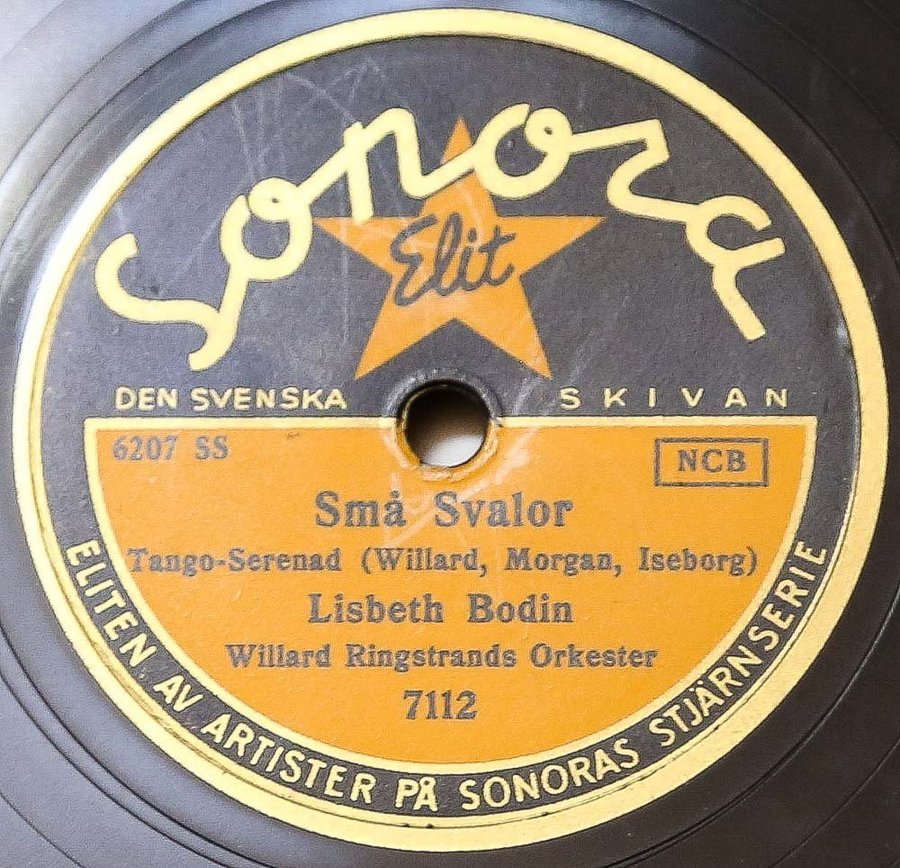 Sonora
Elit
DEN SVENSKA SKIVAN
6207 SS
NCB
Små Svalor
Tango-Serenad (Willard, Morgan, Iseborg)
Lisbeth Bodin
Willard Ringstrands Orkester
7112
ELITEN AV ARTISTER PÅ SONORAS STJÄRNSERIE